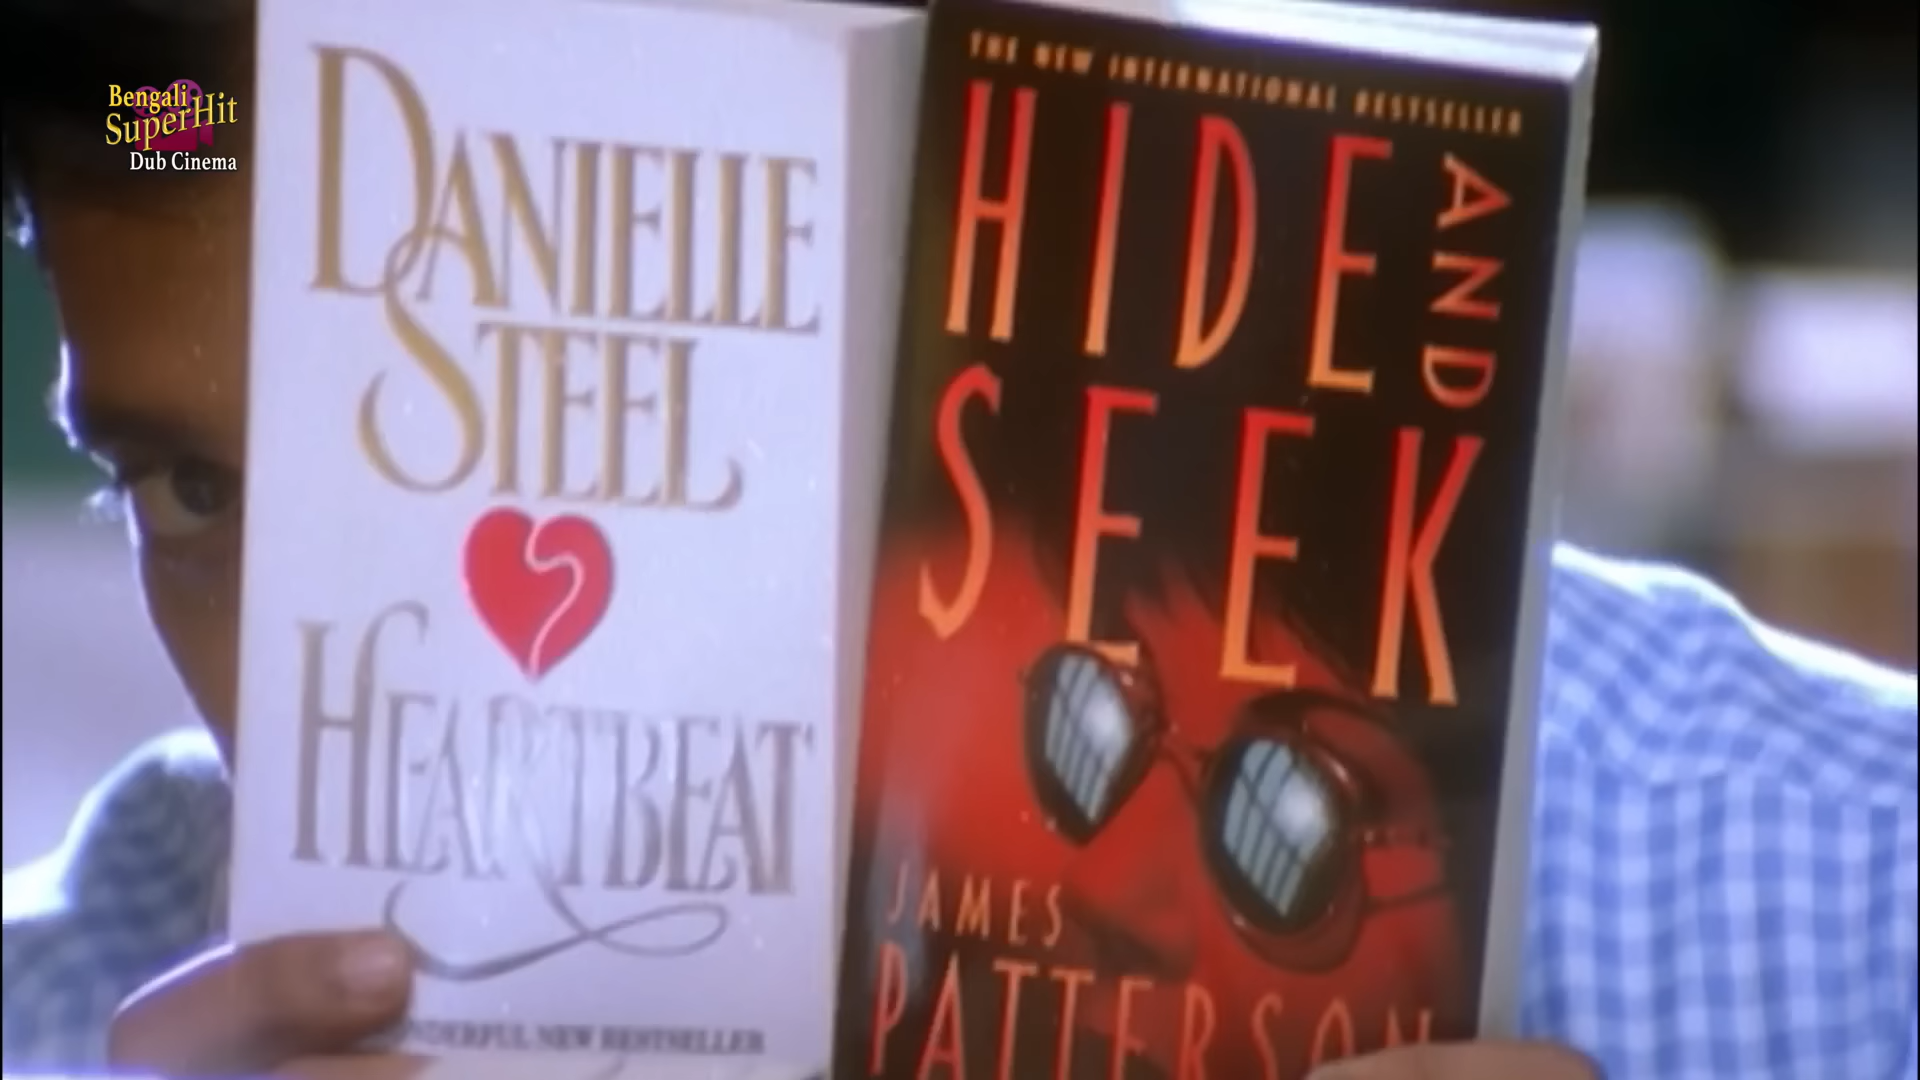 Bengali
SuperHit
Dub Cinema
DANIELLE
STEEL
HEARTBEAT
NEW BESTSELLER
THE NEW INTERNATIONAL BESTSELLER
HIDE
AND
SEEK
JAMES
PATTERSON